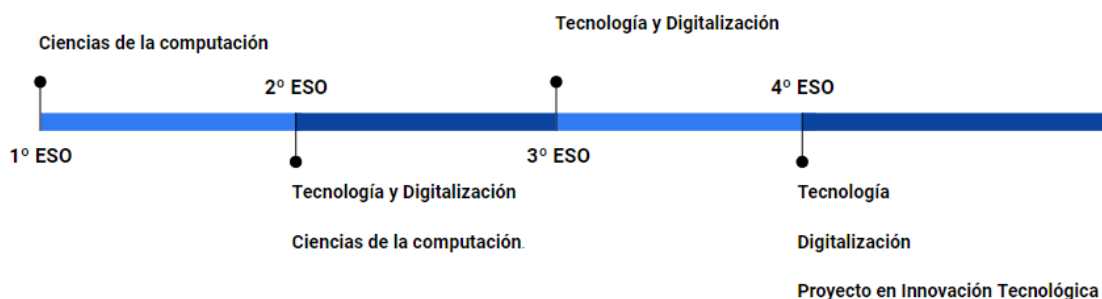 Tecnología y Digitalización
Ciencias de la computación
2º ESO
4º ESO
1º ESO
3º ESO
Tecnología y Digitalización
Ciencias de la computación.
Tecnología
Digitalización
Proyecto en Innovación Tecnológica